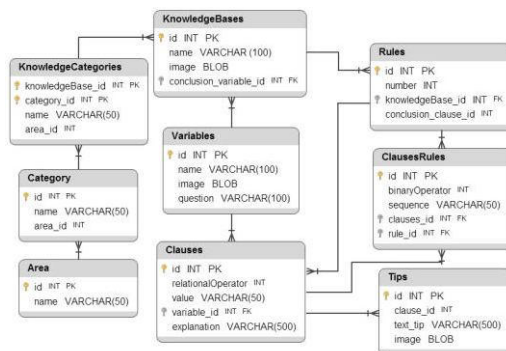 KnowledgeBases
id INT PK
name VARCHAR (100)
image BLOB
conclusion_variable_id INT FK
KnowledgeCategories
knowledgeBase_id INT PK
category_id INT PK
name VARCHAR(50)
area_id INT
Rules
id INT PK
number INT
knowledgeBase_id INT FK
conclusion_clause_id INT
Variables
id INT PK
name VARCHAR(100)
image BLOB
question VARCHAR(100)
Category
id INT PK
name VARCHAR(50)
area_id INT
ClausesRules
id INT PK
binaryOperator INT
sequence VARCHAR(50)
clauses_id INT FK
rule_id INT FK
Area
id INT PK
name VARCHAR(50)
Clauses
id INT PK
relationalOperator INT
value VARCHAR(50)
variable_id INT FK
explanation VARCHAR(500)
Tips
id INT PK
clause_id INT
text_tip VARCHAR(500)
image BLOB